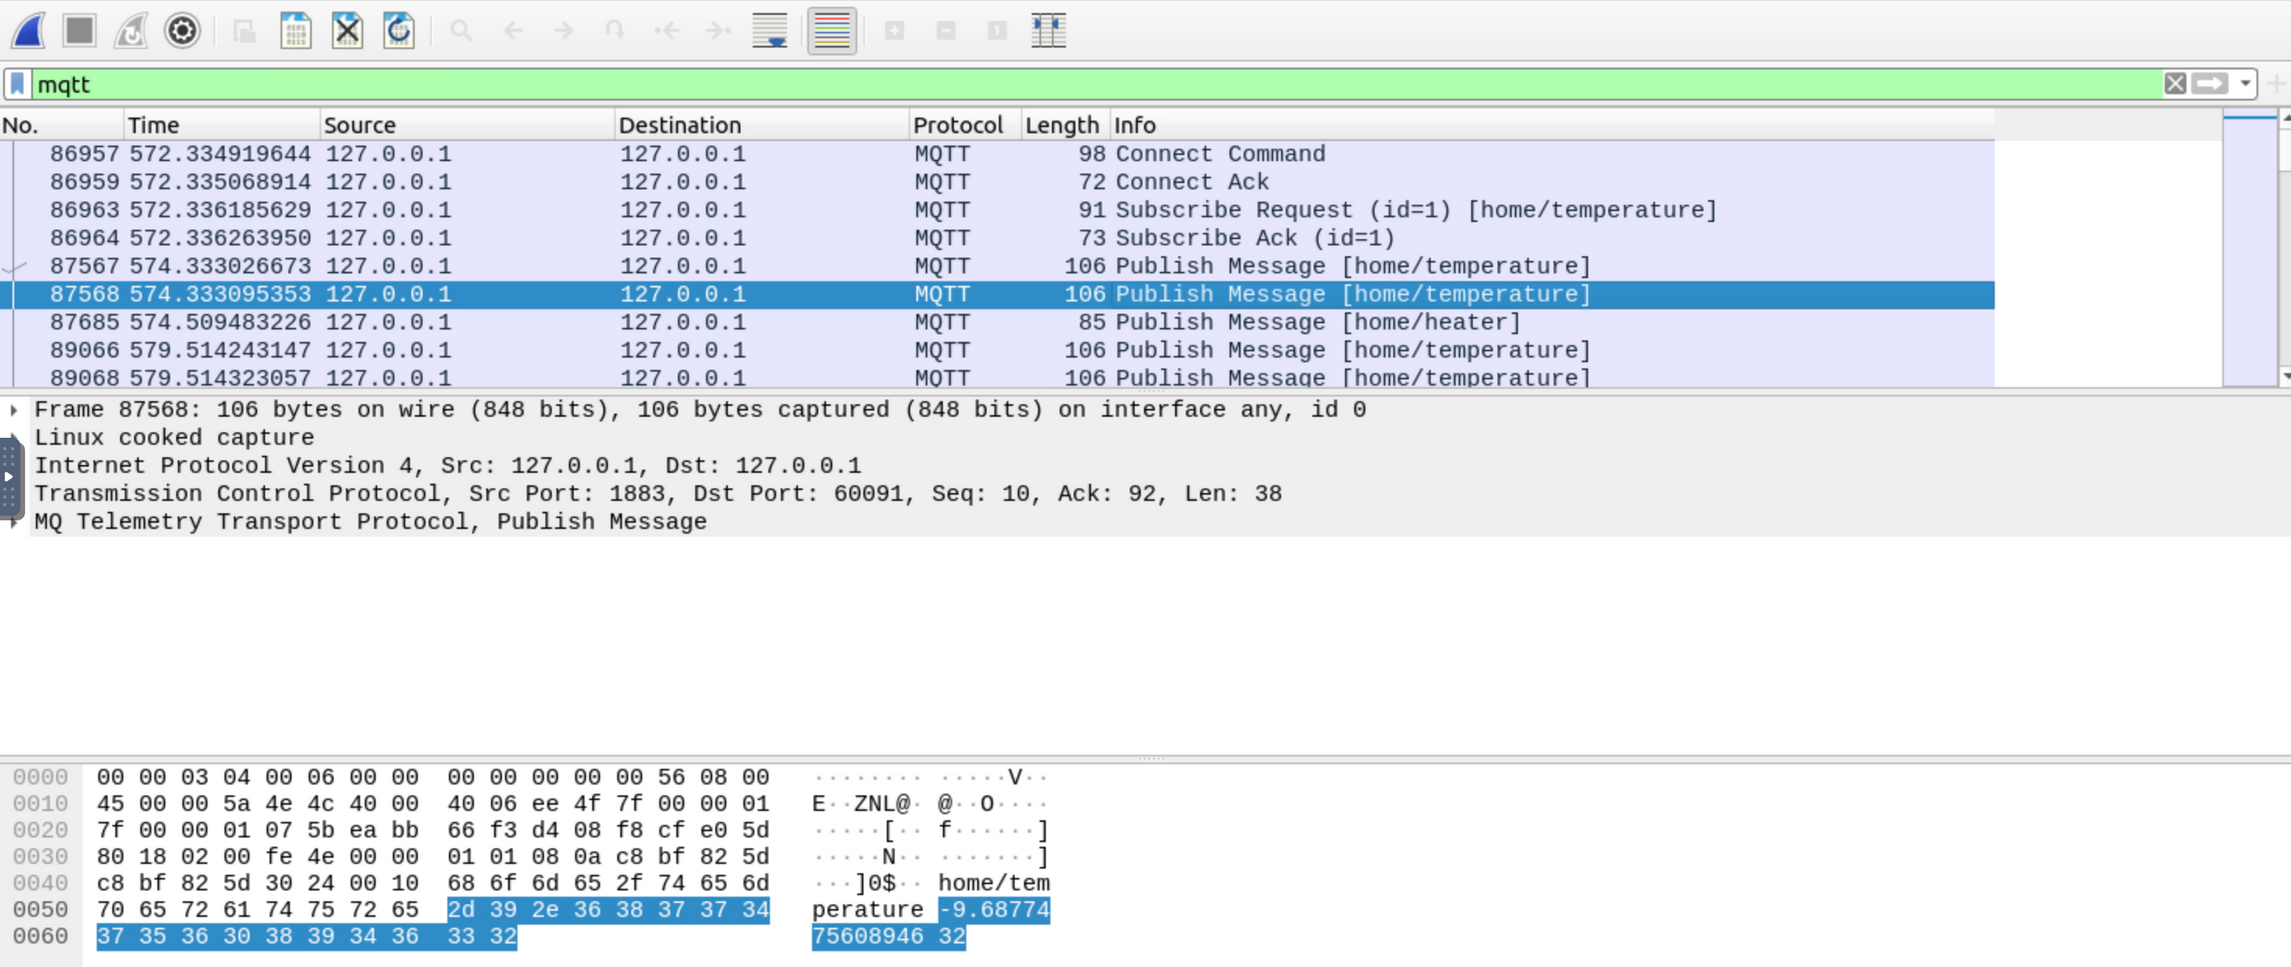 mqtt
No. Time Source Destination Protocol Length Info
86957 572.334919644 127.0.0.1 127.0.0.1 MQTT 98 Connect Command
86959 572.335068914 127.0.0.1 127.0.0.1 MQTT 72 Connect Ack
86963 572.336185629 127.0.0.1 127.0.0.1 MQTT 91 Subscribe Request (id=1) [home/temperature]
86964 572.336263950 127.0.0.1 127.0.0.1 MQTT 73 Subscribe Ack (id=1)
87567 574.333026673 127.0.0.1 127.0.0.1 MQTT 106 Publish Message [home/temperature]
87568 574.333095353 127.0.0.1 127.0.0.1 MQTT 106 Publish Message [home/temperature]
87685 574.509483226 127.0.0.1 127.0.0.1 MQTT 85 Publish Message [home/heater]
89066 579.514243147 127.0.0.1 127.0.0.1 MQTT 106 Publish Message [home/temperature]
89068 579.514323057 127.0.0.1 127.0.0.1 MQTT 106 Publish Message [home/temperature]
Frame 87568: 106 bytes on wire (848 bits), 106 bytes captured (848 bits) on interface any, id 0
Linux cooked capture
Internet Protocol Version 4, Src: 127.0.0.1, Dst: 127.0.0.1
Transmission Control Protocol, Src Port: 1883, Dst Port: 60091, Seq: 10, Ack: 92, Len: 38
MQ Telemetry Transport Protocol, Publish Message
0000 00 00 03 04 00 06 00 00 00 00 00 00 00 56 08 00 ········ ·····V··
0010 45 00 00 5a 4e 4c 40 00 40 06 ee 4f 7f 00 00 01 E··ZNL@· @··O····
0020 7f 00 00 01 07 5b ea bb 66 f3 d4 08 f8 cf e0 5d ·····[·· f······]
0030 80 18 02 00 fe 4e 00 00 01 01 08 0a c8 bf 82 5d ·····N·· ·······]
0040 c8 bf 82 5d 30 24 00 10 68 6f 6d 65 2f 74 65 6d ···]0$·· home/tem
0050 70 65 72 61 74 75 72 65 2d 39 2e 36 38 37 37 34 perature -9.68774
0060 37 35 36 30 38 39 34 36 33 32 75608946 32